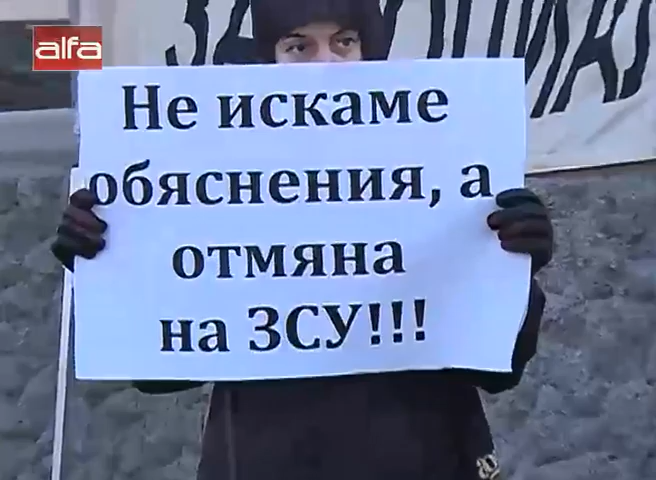 alfa
Не искаме
обяснения, а
отмяна
на ЗСУ!!!